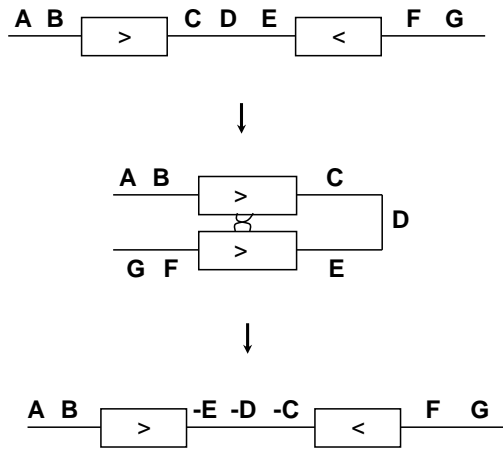 A B > C D E < F G
A B > C
D
G F > E
A B > -E -D -C < F G